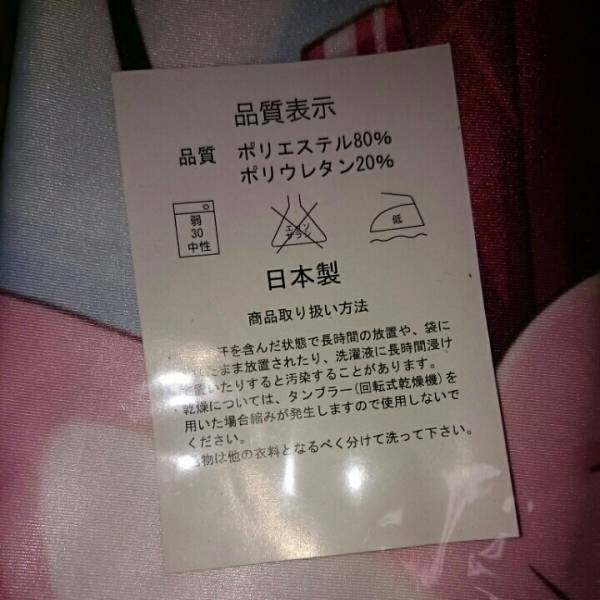 品質表示
品質 ポリエステル80%
ポリウレタン20%
弱
30
中性
エンソ
サラシ
低
日本製
商品取り扱い方法
汗を含んだ状態で長時間の放置や、袋に
たまま放置されたり、洗濯液に長時間浸け
て置いたりすると汚染することがあります。
・乾燥については、タンブラー(回転式乾燥機)を
用いた場合縮みが発生しますので使用しないで
ください。
物は他の衣料となるべく分けて洗って下さい。